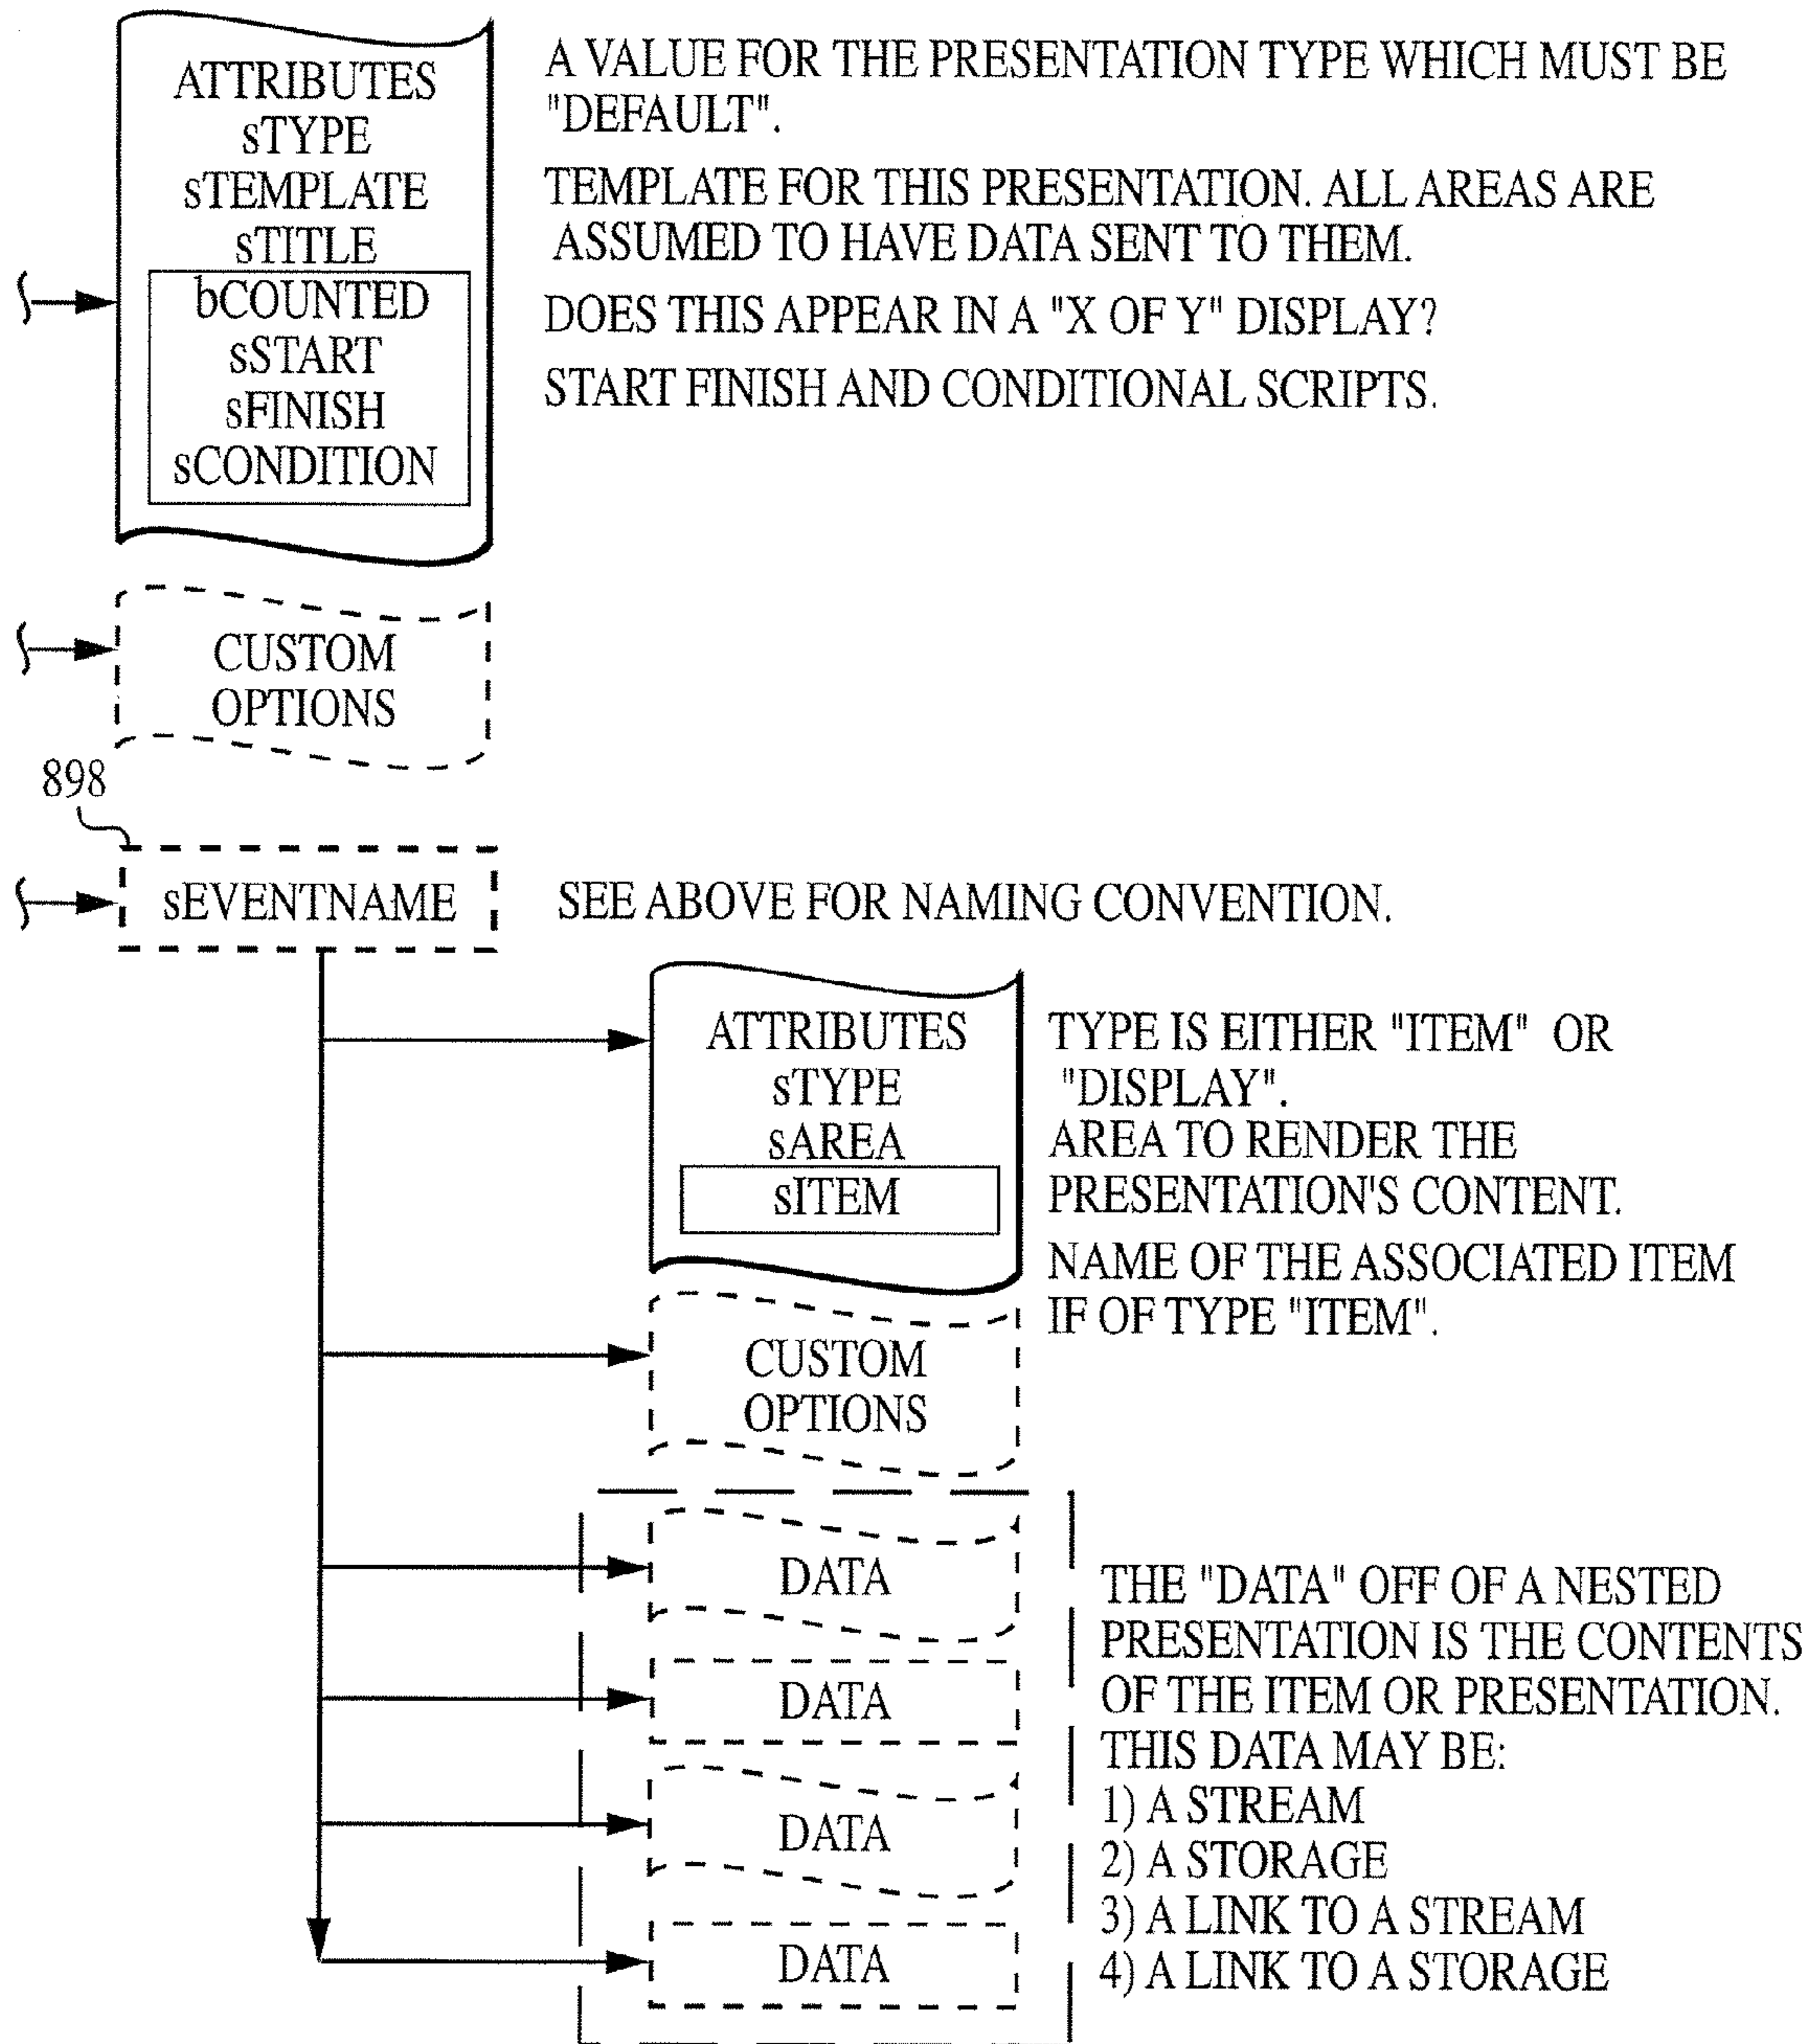 ATTRIBUTES
sTYPE
sTEMPLATE
sTITLE
bCOUNTED
sSTART
sFINISH
sCONDITION
A VALUE FOR THE PRESENTATION TYPE WHICH MUST BE
"DEFAULT".
TEMPLATE FOR THIS PRESENTATION. ALL AREAS ARE
ASSUMED TO HAVE DATA SENT TO THEM.
DOES THIS APPEAR IN A "X OF Y" DISPLAY?
START FINISH AND CONDITIONAL SCRIPTS.
CUSTOM
OPTIONS
898
sEVENTNAME
SEE ABOVE FOR NAMING CONVENTION.
ATTRIBUTES
sTYPE
sAREA
sITEM
TYPE IS EITHER "ITEM" OR
"DISPLAY".
AREA TO RENDER THE
PRESENTATION'S CONTENT.
NAME OF THE ASSOCIATED ITEM
IF OF TYPE "ITEM".
CUSTOM
OPTIONS
DATA
DATA
DATA
DATA
THE "DATA" OFF OF A NESTED
PRESENTATION IS THE CONTENTS
OF THE ITEM OR PRESENTATION.
THIS DATA MAY BE:
1) A STREAM
2) A STORAGE
3) A LINK TO A STREAM
4) A LINK TO A STORAGE